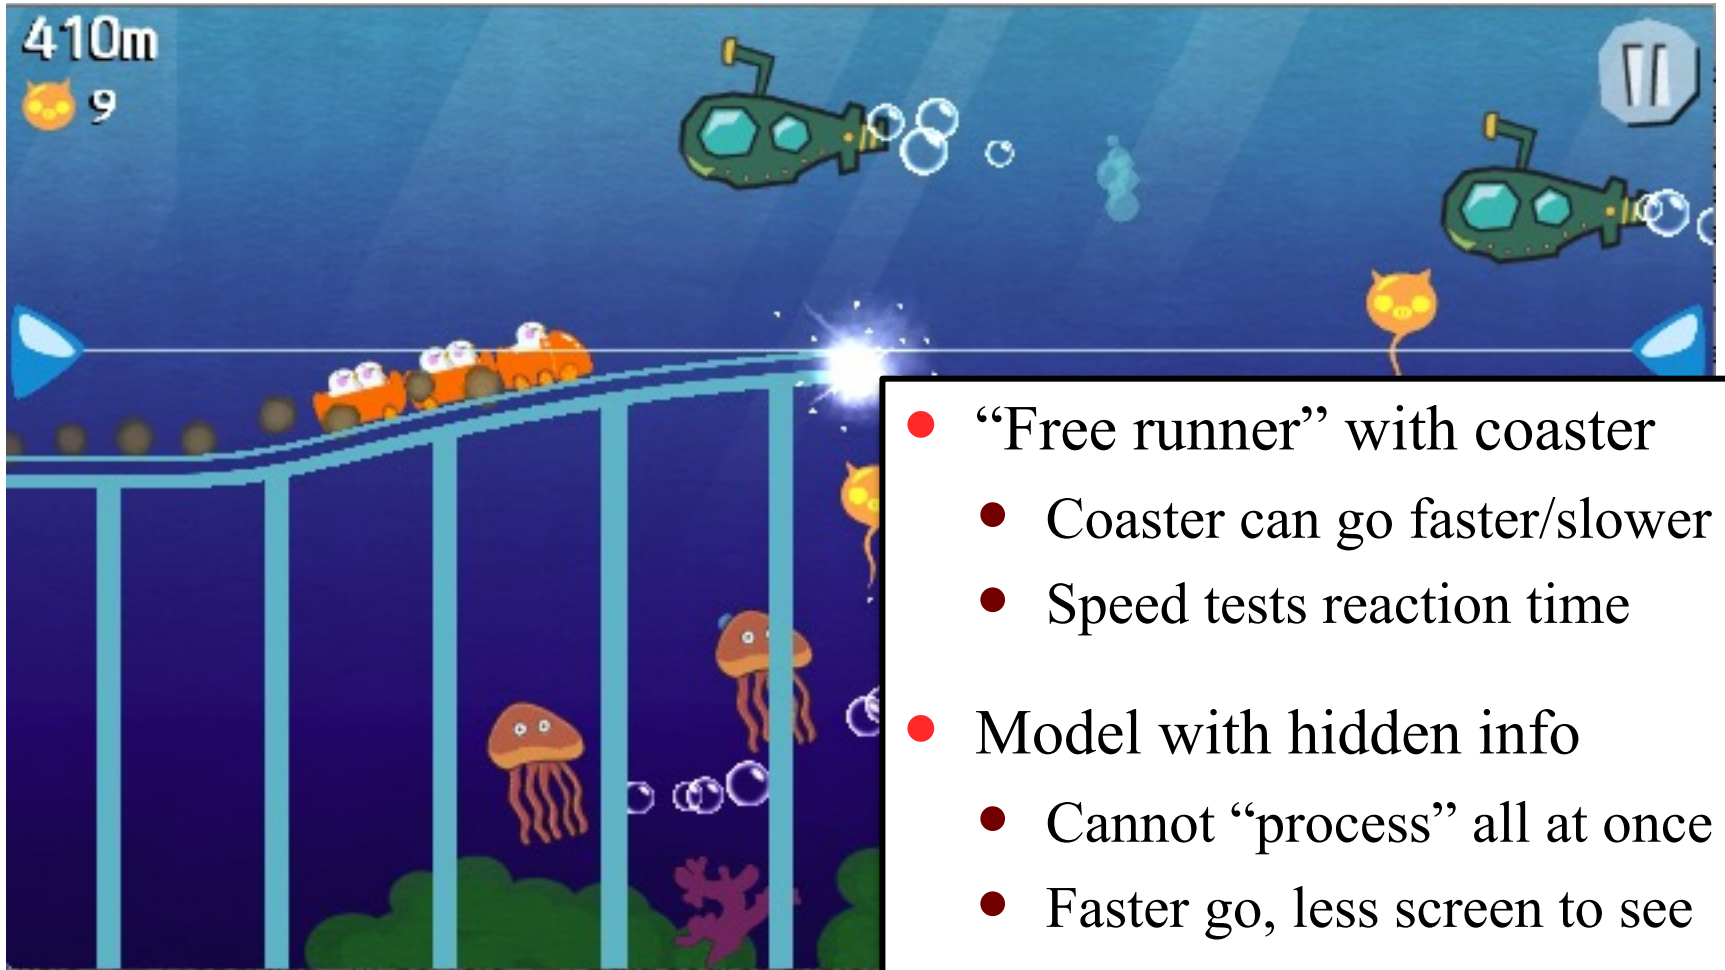 410m
9
“Free runner” with coaster
Coaster can go faster/slower
Speed tests reaction time
Model with hidden info
Cannot “process” all at once
Faster go, less screen to see